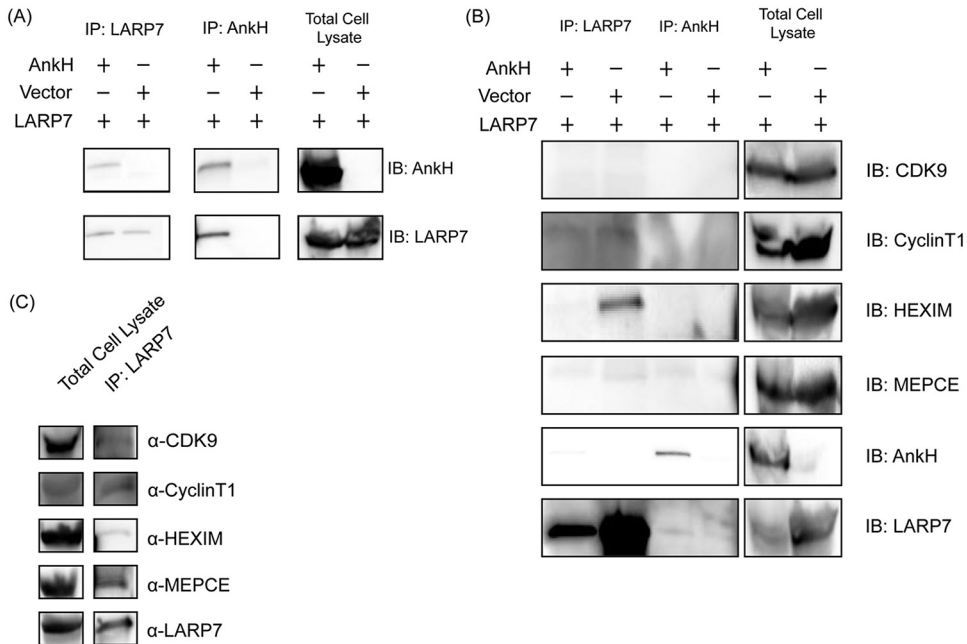 (A)
IP: LARP7 IP: AnkH Total Cell Lysate
AnkH + − + − + −
Vector − + − + − +
LARP7 + + + + + +
IB: AnkH
IB: LARP7
(B)
IP: LARP7 IP: AnkH Total Cell Lysate
AnkH + − + − + −
Vector − + − + − +
LARP7 + + + + + +
IB: CDK9
IB: CyclinT1
IB: HEXIM
IB: MEPCE
IB: AnkH
IB: LARP7
(C)
Total Cell Lysate
IP: LARP7
α-CDK9
α-CyclinT1
α-HEXIM
α-MEPCE
α-LARP7